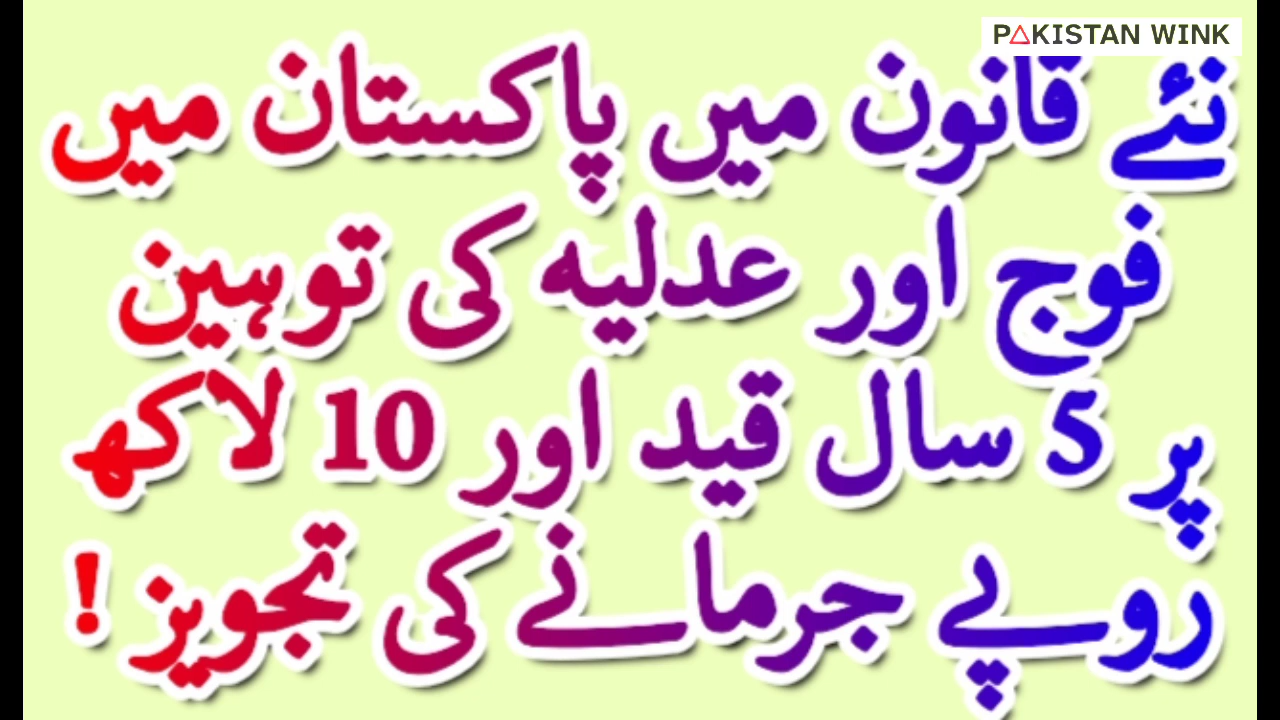 PAKISTAN WINK
نئے قانون میں پاکستان میں
فوج اور عدلیہ کی توہین
پر 5 سال قید اور 10 لاکھ
روپے جرمانے کی تجویز !